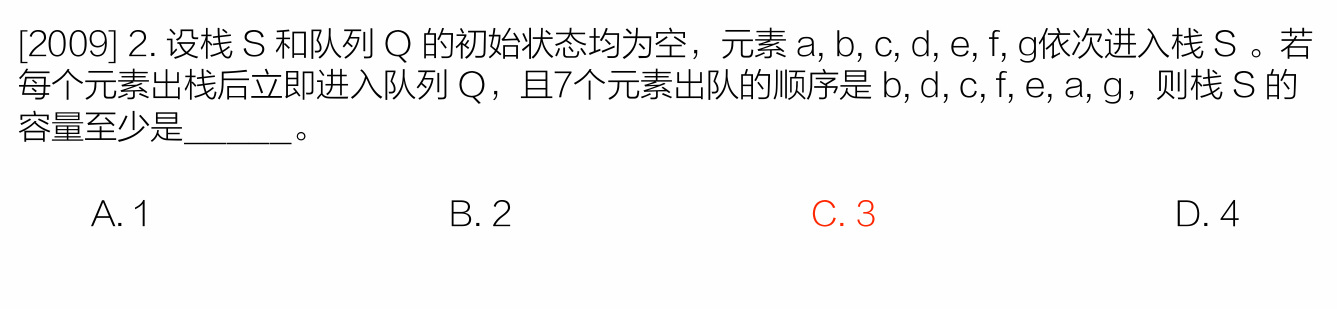 [2009] 2. 设栈 S 和队列 Q 的初始状态均为空，元素 a, b, c, d, e, f, g依次进入栈 S 。若
每个元素出栈后立即进入队列 Q，且7个元素出队的顺序是 b, d, c, f, e, a, g，则栈 S 的
容量至少是______。
A. 1 B. 2 C. 3 D. 4